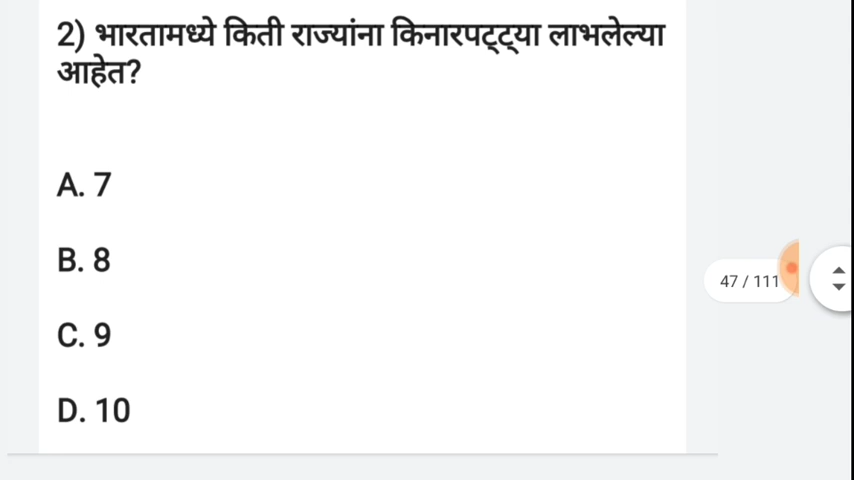 2) भारतामध्ये किती राज्यांना किनारपट्ट्या लाभलेल्या
आहेत?
A. 7
B. 8
C. 9
47 / 111
D. 10